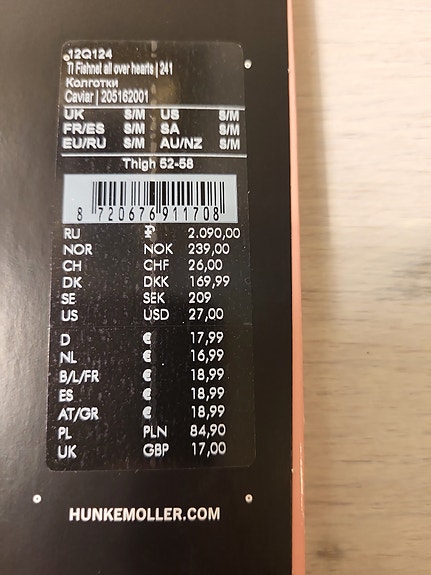 12Q124
TI Fishnet all over hearts | 241
Колготки
Caviar | 205162001
UK S/M US S/M
FR/ES S/M SA S/M
EU/RU S/M AU/NZ S/M
Thigh 52-58
8 720676 911708
RU ₽ 2.090,00
NOR NOK 239,00
CH CHF 26,00
DK DKK 169,99
SE SEK 209
US USD 27,00
D € 17,99
NL € 16,99
B/L/FR € 18,99
ES € 18,99
AT/GR € 18,99
PL PLN 84,90
UK GBP 17,00
HUNKEMOLLER.COM